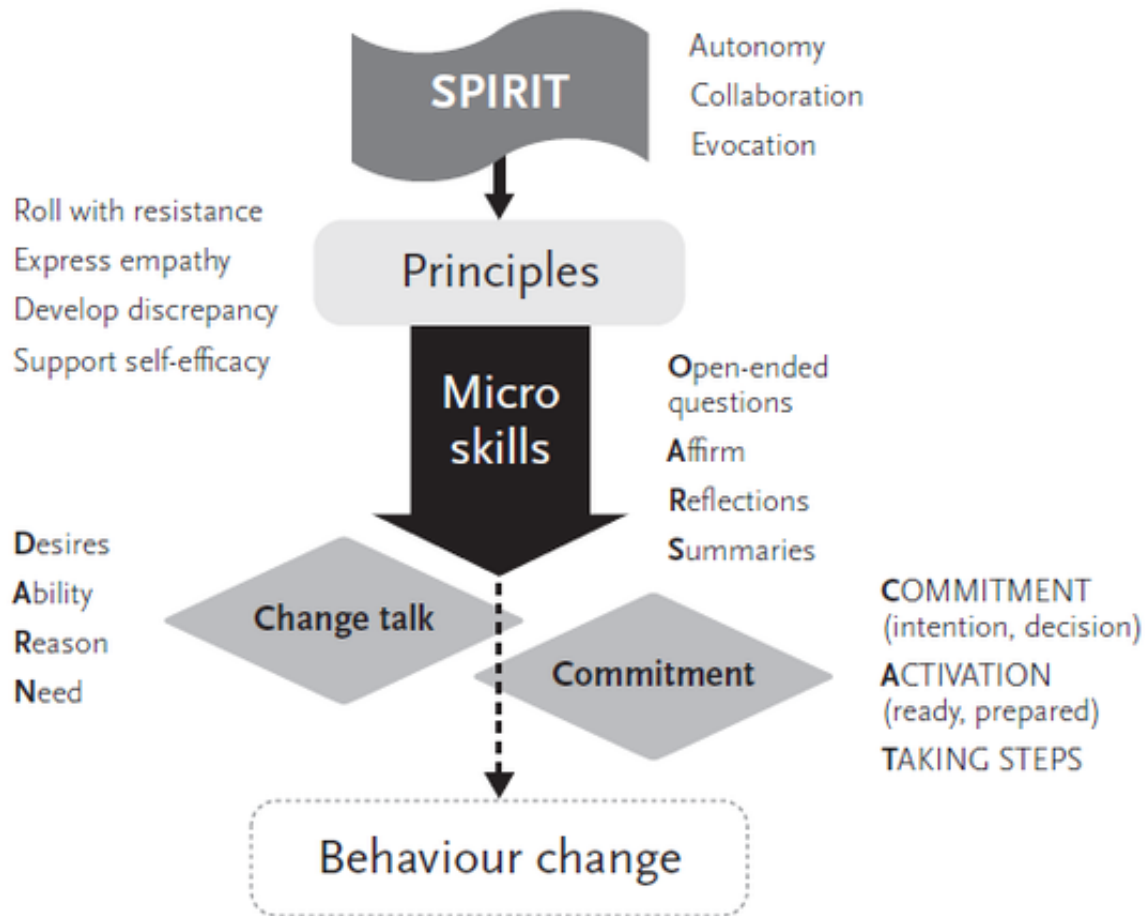 SPIRIT
Autonomy
Collaboration
Evocation
Roll with resistance
Express empathy
Develop discrepancy
Support self-efficacy
Principles
Micro
skills
Open-ended
questions
Affirm
Reflections
Summaries
Desires
Ability
Reason
Need
Change talk
Commitment
COMMITMENT
(intention, decision)
ACTIVATION
(ready, prepared)
TAKING STEPS
Behaviour change